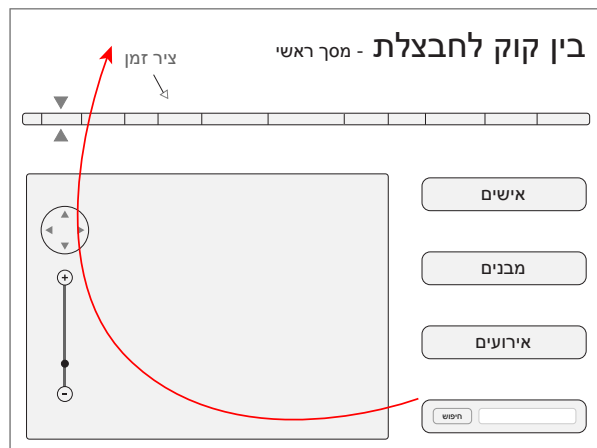 בין קוק לחבצלת - מסך ראשי
ציר זמן
אישים
מבנים
אירועים
חיפוש